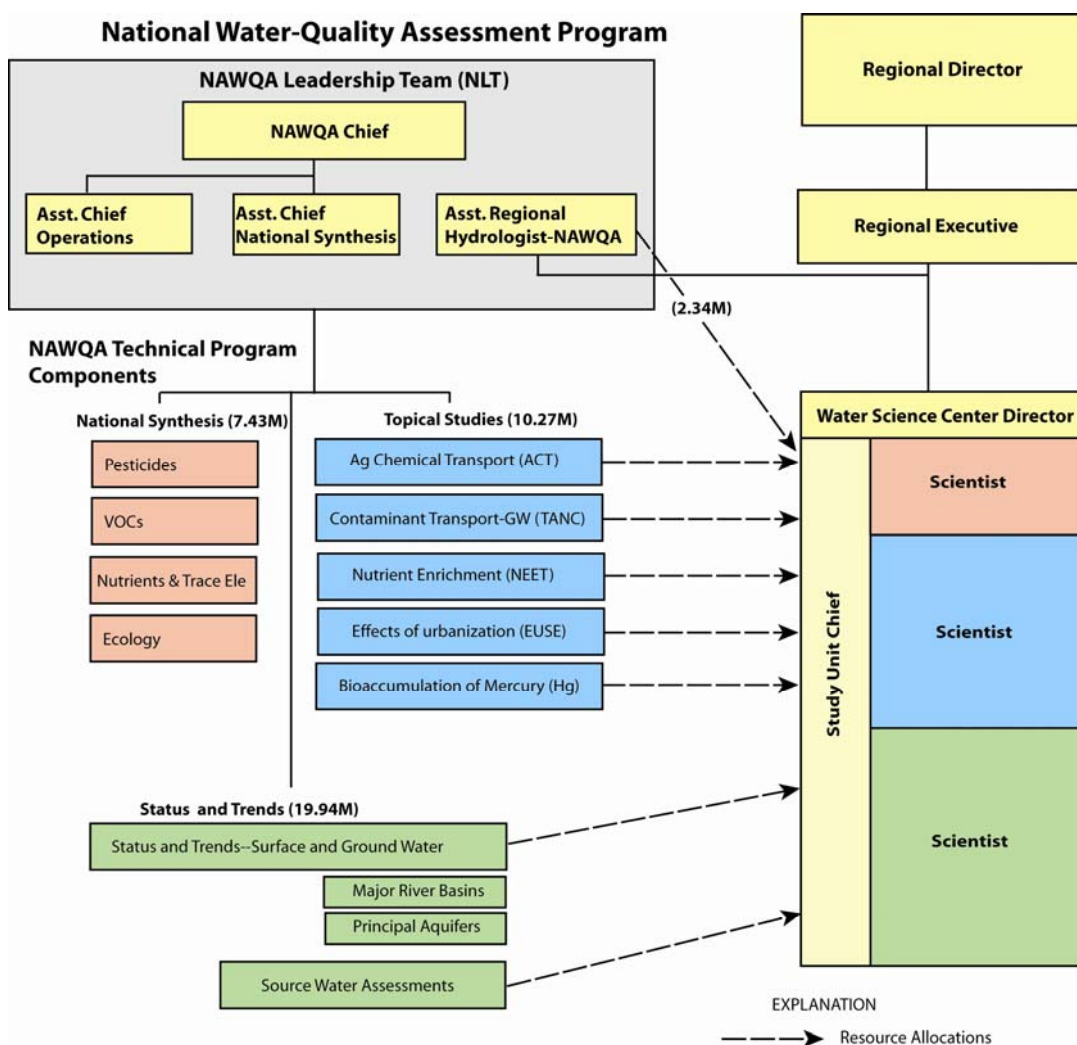 National Water-Quality Assessment Program
NAWQA Leadership Team (NLT)
NAWQA Chief
Asst. Chief
Operations
Asst. Chief
National Synthesis
Asst. Regional
Hydrologist-NAWQA
Regional Director
Regional Executive
(2.34M)
NAWQA Technical Program
Components
National Synthesis (7.43M)
Pesticides
VOCs
Nutrients & Trace Ele
Ecology
Topical Studies (10.27M)
Ag Chemical Transport (ACT)
Contaminant Transport-GW (TANC)
Nutrient Enrichment (NEET)
Effects of urbanization (EUSE)
Bioaccumulation of Mercury (Hg)
Water Science Center Director
Study Unit Chief
Scientist
Scientist
Scientist
Status and Trends (19.94M)
Status and Trends--Surface and Ground Water
Major River Basins
Principal Aquifers
Source Water Assessments
EXPLANATION
Resource Allocations